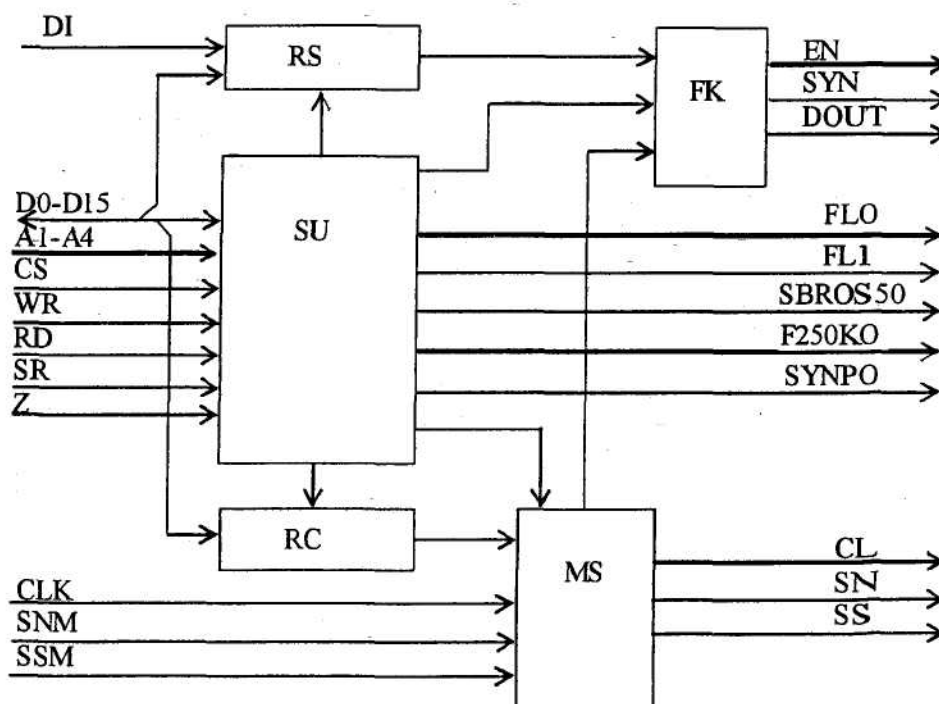 DI
RS
FK
EN
SYN
DOUT
D0-D15
A1-A4
CS
WR
RD
SR
Z
SU
FLO
FL1
SBROS50
F250KO
SYNPO
RC
MS
CLK
SNM
SSM
CL
SN
SS